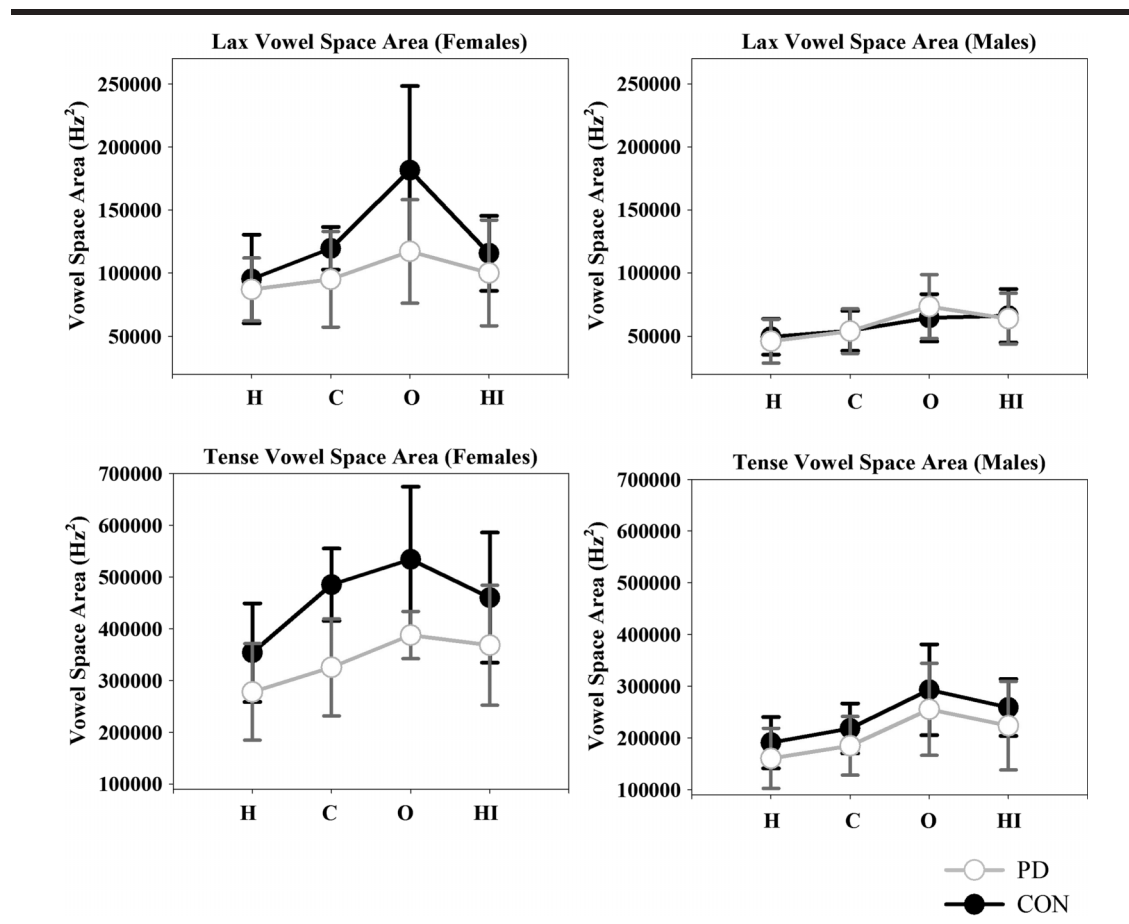 Lax Vowel Space Area (Females)
Vowel Space Area (Hz²)
250000
200000
150000
100000
50000
H C O HI
Lax Vowel Space Area (Males)
Vowel Space Area (Hz²)
250000
200000
150000
100000
50000
H C O HI
Tense Vowel Space Area (Females)
Vowel Space Area (Hz²)
700000
600000
500000
400000
300000
200000
100000
H C O HI
Tense Vowel Space Area (Males)
Vowel Space Area (Hz²)
700000
600000
500000
400000
300000
200000
100000
H C O HI
PD
CON